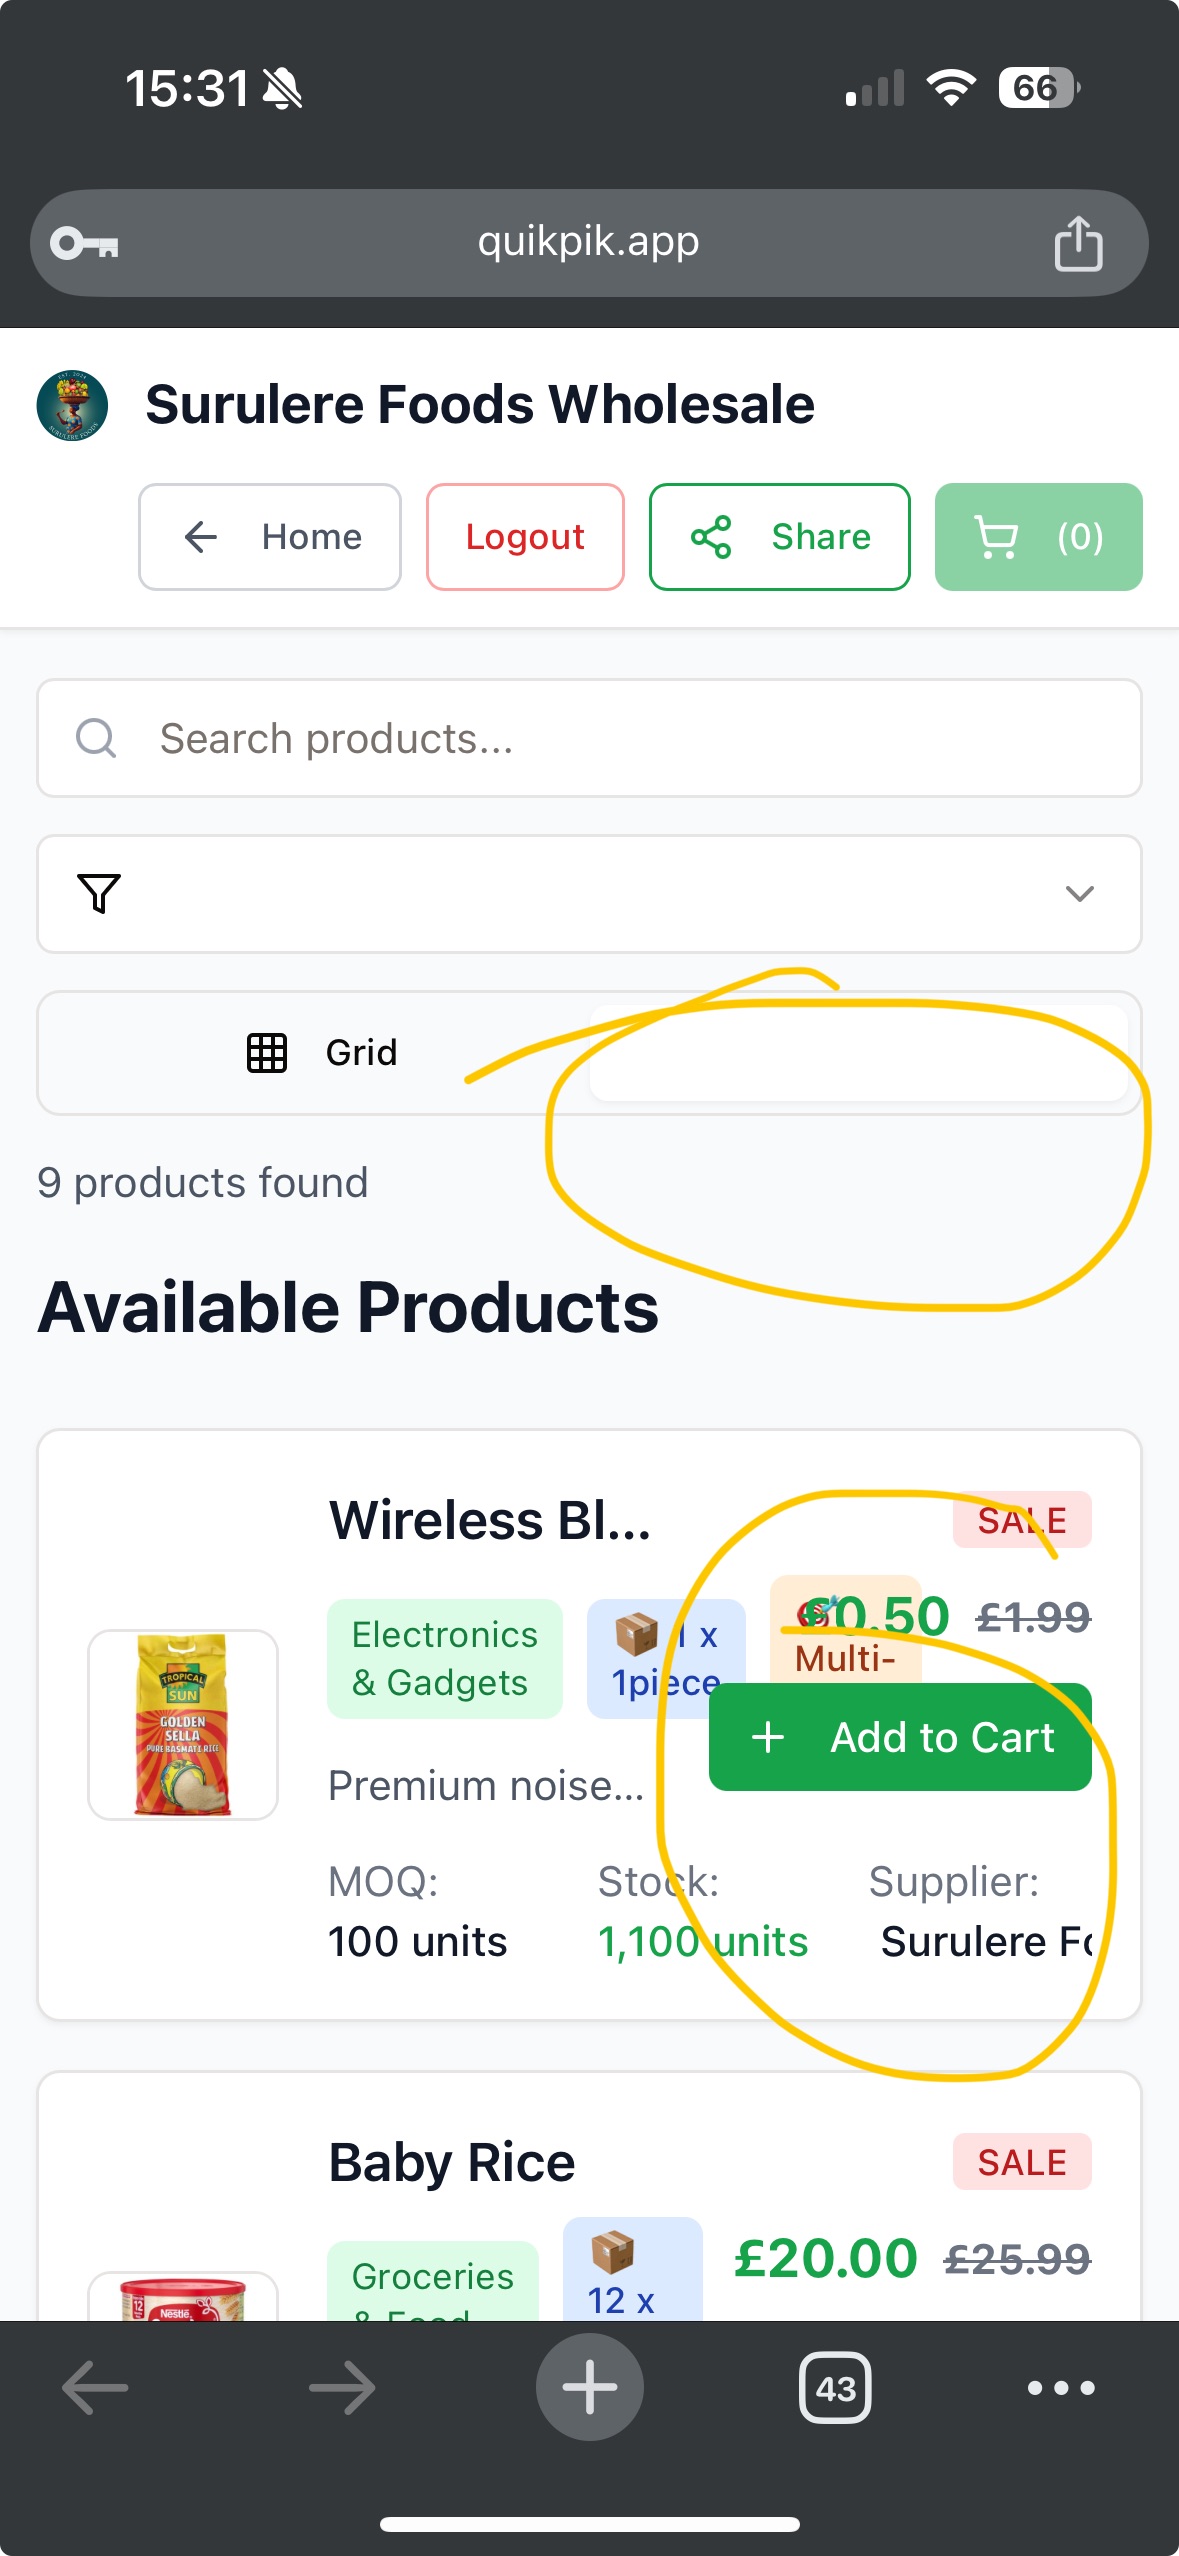 15:31
66
quikpik.app
Surulere Foods Wholesale
Home
Logout
Share
(0)
Search products...
Grid
9 products found
Available Products
Wireless Bl...
SALE
£0.50 £1.99
Electronics
& Gadgets
1 x
1piece
Multi-
TROPICAL
SUN
GOLDEN
SELLA
PURE BASMATI RICE
Add to Cart
Premium noise...
MOQ:
100 units
Stock:
1,100 units
Supplier:
Surulere Fo
Baby Rice
SALE
£20.00 £25.99
Groceries
& Food
12 x
12
Nestlé
43